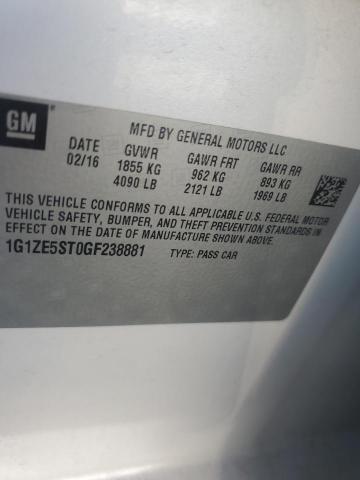 GM
MFD BY GENERAL MOTORS LLC
DATE GVWR GAWR FRT GAWR RR
02/16 1855 KG 962 KG 893 KG
4090 LB 2121 LB 1969 LB
THIS VEHICLE CONFORMS TO ALL APPLICABLE U.S. FEDERAL MOTOR
VEHICLE SAFETY, BUMPER, AND THEFT PREVENTION STANDARDS IN
EFFECT ON THE DATE OF MANUFACTURE SHOWN ABOVE.
1G1ZE5ST0GF238881 TYPE: PASS CAR